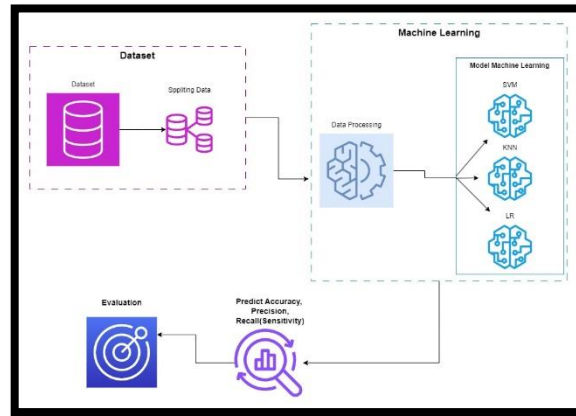 Dataset
Dataset
Sppliting Data
Machine Learning
Data Processing
Model Machine Learning
SVM
KNN
LR
Evaluation
Predict Accuracy,
Precision,
Recall(Sensitivity)